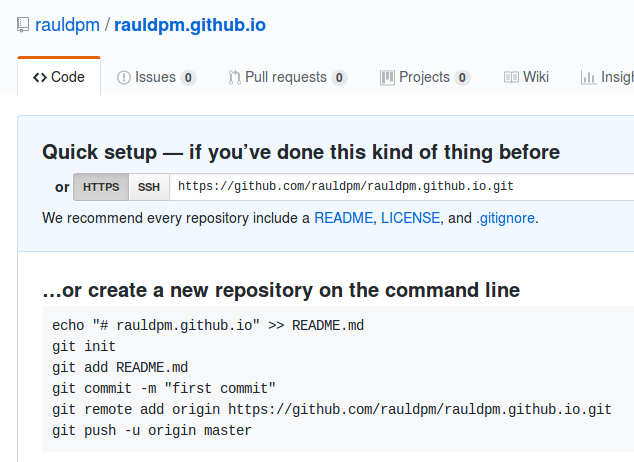 rauldpm / rauldpm.github.io
Code Issues 0 Pull requests 0 Projects 0 Wiki Insigh
Quick setup — if you’ve done this kind of thing before
or HTTPS SSH https://github.com/rauldpm/rauldpm.github.io.git
We recommend every repository include a README, LICENSE, and .gitignore.
…or create a new repository on the command line
echo "# rauldpm.github.io" >> README.md
git init
git add README.md
git commit -m "first commit"
git remote add origin https://github.com/rauldpm/rauldpm.github.io.git
git push -u origin master